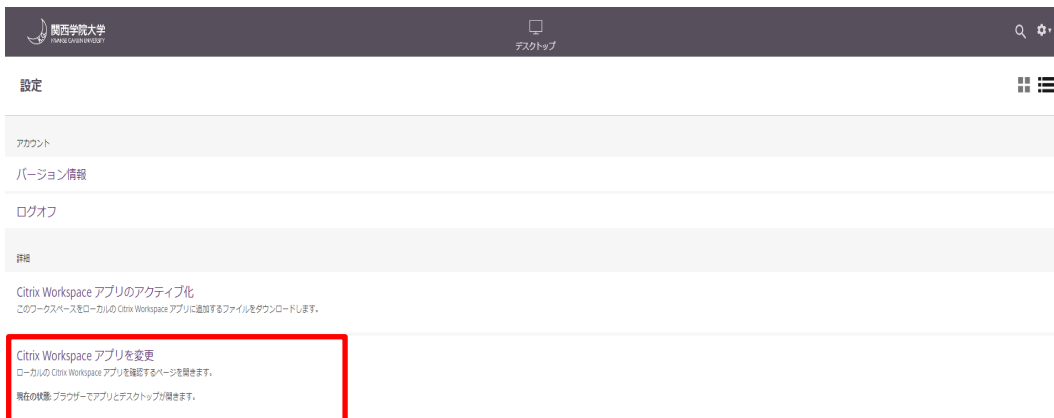 関西学院大学
KWANSEI GAKUIN UNIVERSITY
デスクトップ
設定
アカウント
バージョン情報
ログオフ
詳細
Citrix Workspace アプリのアクティブ化
このワークスペースをローカルの Citrix Workspace アプリに追加するファイルをダウンロードします。
Citrix Workspace アプリを変更
ローカルの Citrix Workspace アプリを確認するページを開きます。
現在の状態: ブラウザーでアプリとデスクトップが開きます。